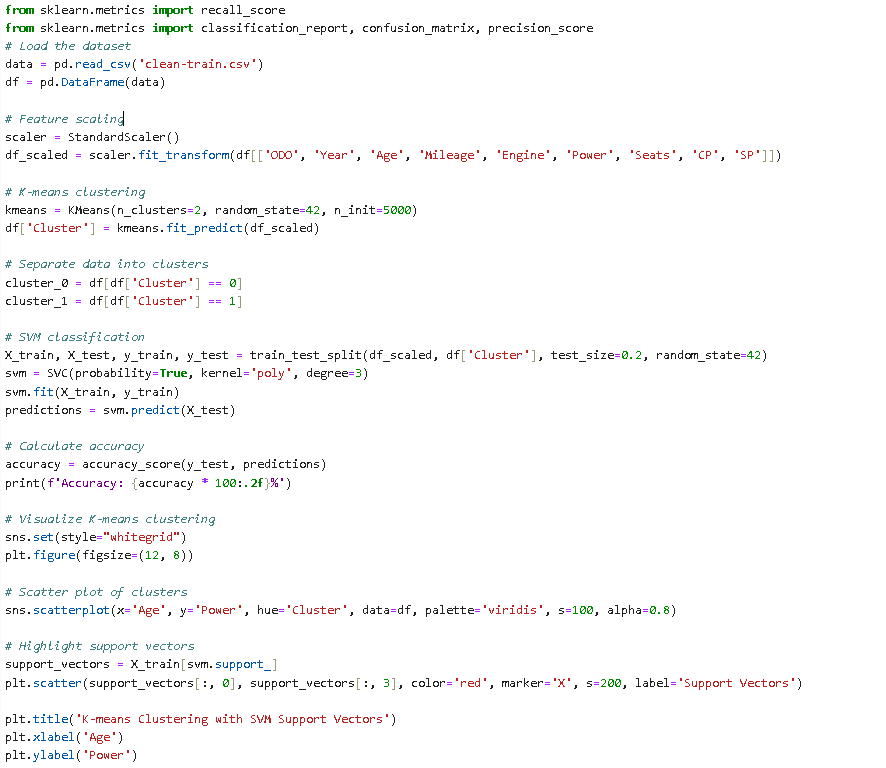 from sklearn.metrics import recall_score
from sklearn.metrics import classification_report, confusion_matrix, precision_score
# Load the dataset
data = pd.read_csv('clean-train.csv')
df = pd.DataFrame(data)
# Feature scaling
scaler = StandardScaler()
df_scaled = scaler.fit_transform(df[['ODO', 'Year', 'Age', 'Mileage', 'Engine', 'Power', 'Seats', 'CP', 'SP']])
# K-means clustering
kmeans = KMeans(n_clusters=2, random_state=42, n_init=5000)
df['Cluster'] = kmeans.fit_predict(df_scaled)
# Separate data into clusters
cluster_0 = df[df['Cluster'] == 0]
cluster_1 = df[df['Cluster'] == 1]
# SVM classification
X_train, X_test, y_train, y_test = train_test_split(df_scaled, df['Cluster'], test_size=0.2, random_state=42)
svm = SVC(probability=True, kernel='poly', degree=3)
svm.fit(X_train, y_train)
predictions = svm.predict(X_test)
# Calculate accuracy
accuracy = accuracy_score(y_test, predictions)
print(f'Accuracy: {accuracy * 100:.2f}%')
# Visualize K-means clustering
sns.set(style="whitegrid")
plt.figure(figsize=(12, 8))
# Scatter plot of clusters
sns.scatterplot(x='Age', y='Power', hue='Cluster', data=df, palette='viridis', s=100, alpha=0.8)
# Highlight support vectors
support_vectors = X_train[svm.support_]
plt.scatter(support_vectors[:, 0], support_vectors[:, 3], color='red', marker='X', s=200, label='Support Vectors')
plt.title('K-means Clustering with SVM Support Vectors')
plt.xlabel('Age')
plt.ylabel('Power')